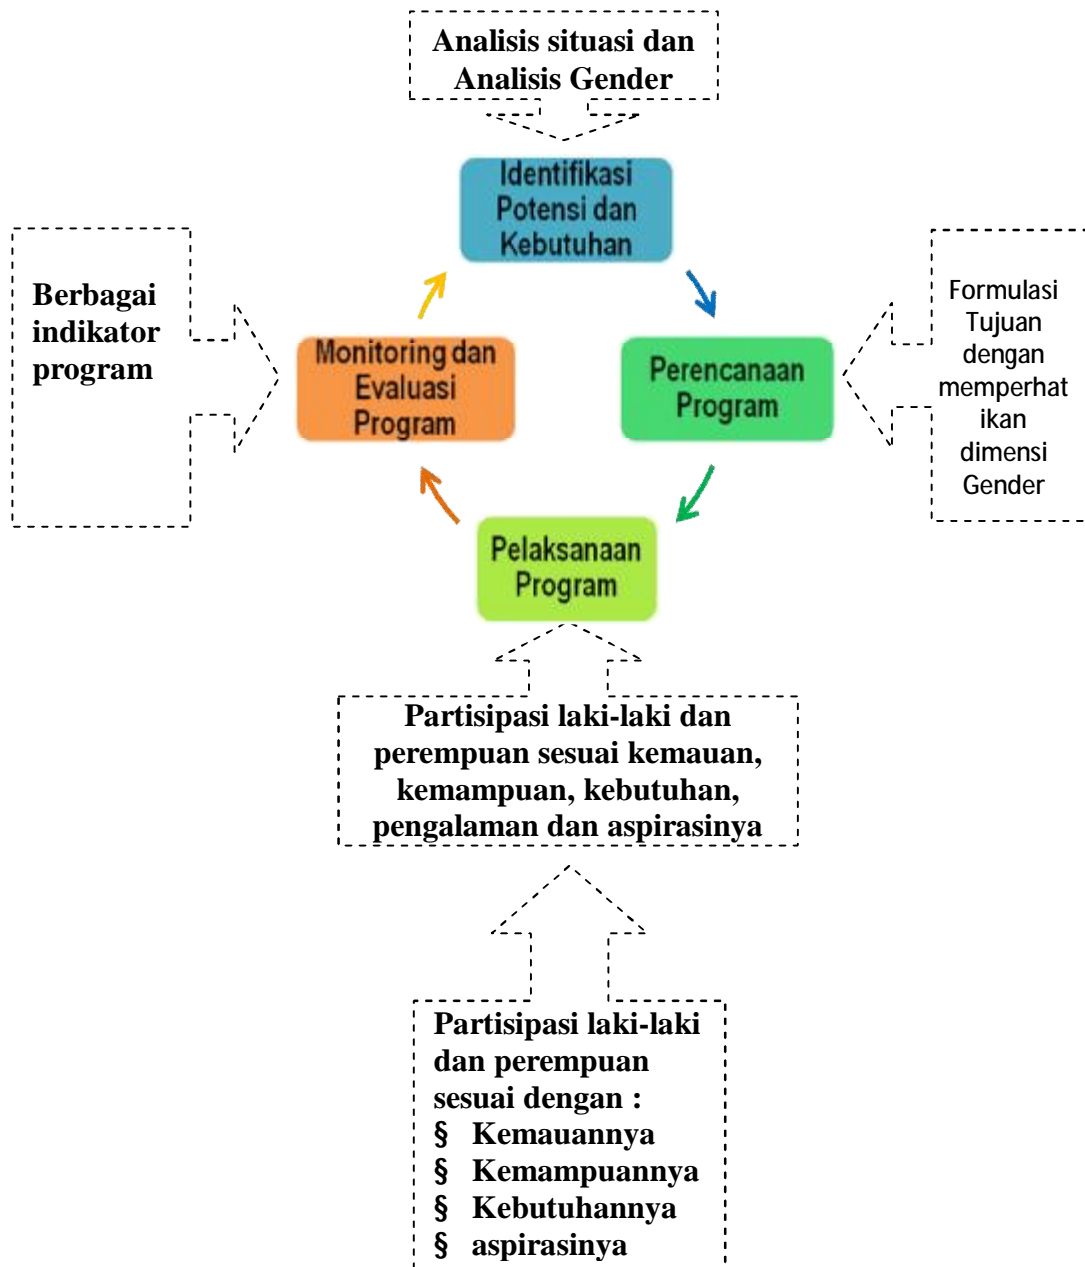 Analisis situasi dan
Analisis Gender
Identifikasi
Potensi dan
Kebutuhan
Berbagai
indikator
program
Monitoring dan
Evaluasi
Program
Perencanaan
Program
Formulasi
Tujuan
dengan
memperhat
ikan
dimensi
Gender
Pelaksanaan
Program
Partisipasi laki-laki dan
perempuan sesuai kemauan,
kemampuan, kebutuhan,
pengalaman dan aspirasinya
Partisipasi laki-laki
dan perempuan
sesuai dengan :
§ Kemauannya
§ Kemampuannya
§ Kebutuhannya
§ aspirasinya